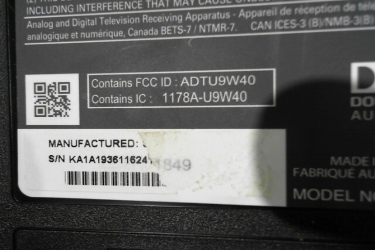 INCLUDING INTERFERENCE THAT MAY CAUSE
Analog and Digital Television Receiving Apparatus - Appareil de réception de
analogique et numérique, Canada BETS-7 / NTMR-7. CAN ICES-3 (B)/NMB-3(B)
Contains FCC ID : ADTU9W40
Contains IC : 1178A-U9W40
MANUFACTURED:
S/N KA1A1936116241849
MADE IN
FABRIQUÉ AU
MODEL NO